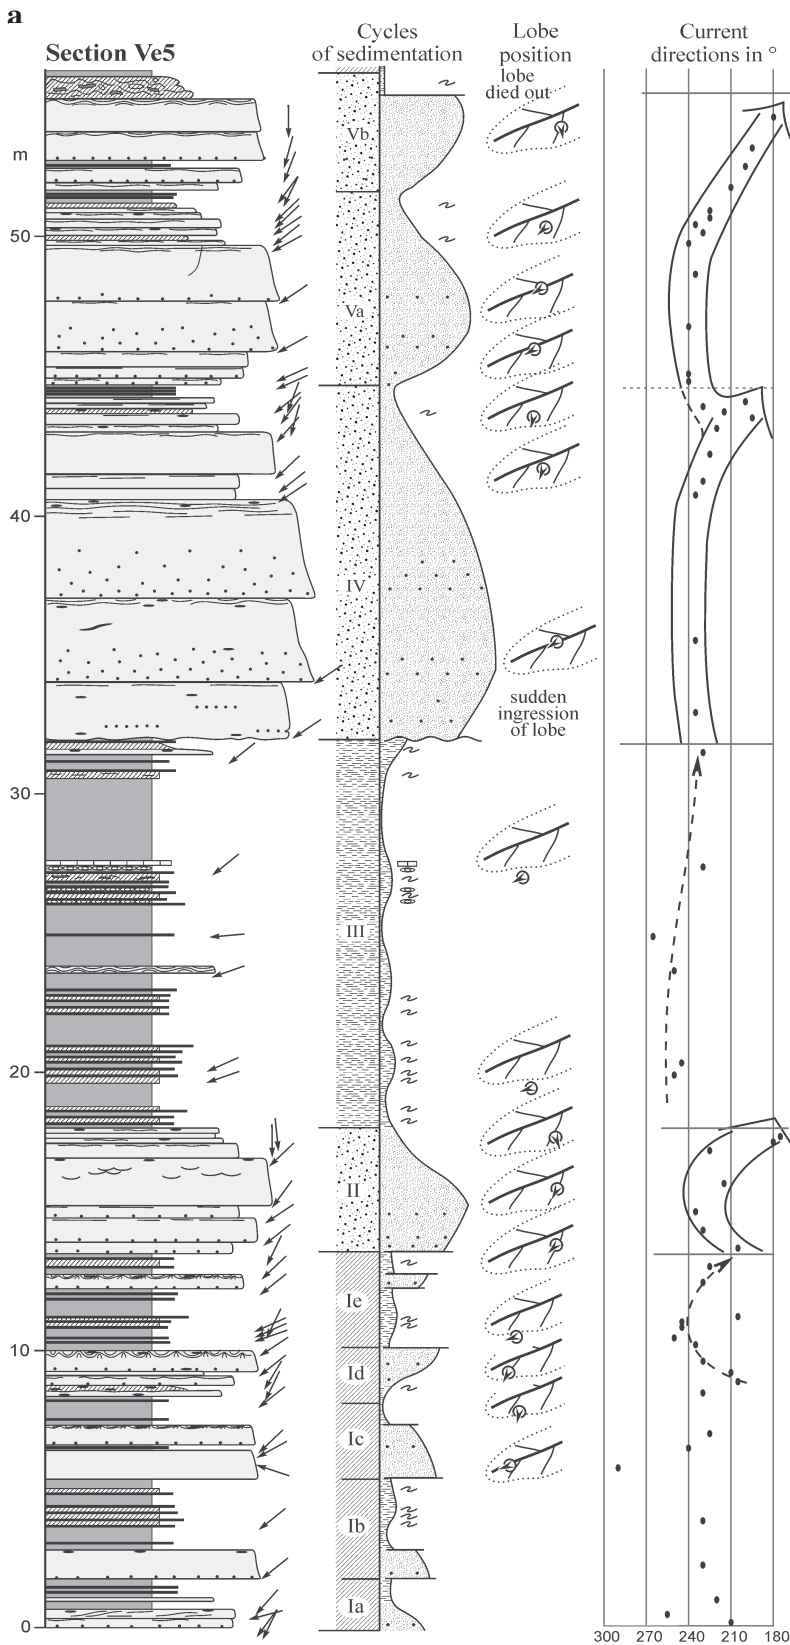 a
Section Ve5
Cycles
of sedimentation
Lobe
position
Current
directions in °
lobe
died out
m
Vb
50
Va
40
IV
sudden
ingression
of lobe
30
III
20
II
Ie
10
Id
Ic
Ib
Ia
0
300 270 240 210 180